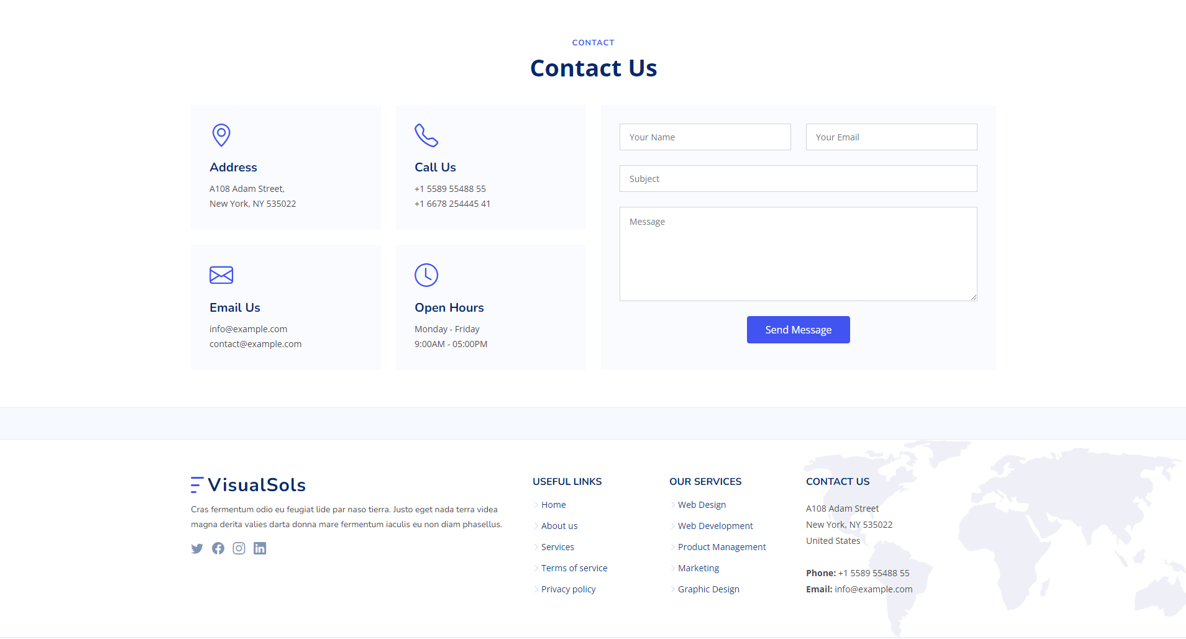 CONTACT
Contact Us
Address
A108 Adam Street,
New York, NY 535022
Call Us
+1 5589 55488 55
+1 6678 254445 41
Email Us
info@example.com
contact@example.com
Open Hours
Monday - Friday
9:00AM - 05:00PM
Your Name
Your Email
Subject
Message
Send Message
VisualSols
Cras fermentum odio eu feugiat lide par naso tierra. Justo eget nada terra videa
magna derita valies darta donna mare fermentum iaculis eu non diam phasellus.
USEFUL LINKS
Home
About us
Services
Terms of service
Privacy policy
OUR SERVICES
Web Design
Web Development
Product Management
Marketing
Graphic Design
CONTACT US
A108 Adam Street
New York, NY 535022
United States
Phone: +1 5589 55488 55
Email: info@example.com